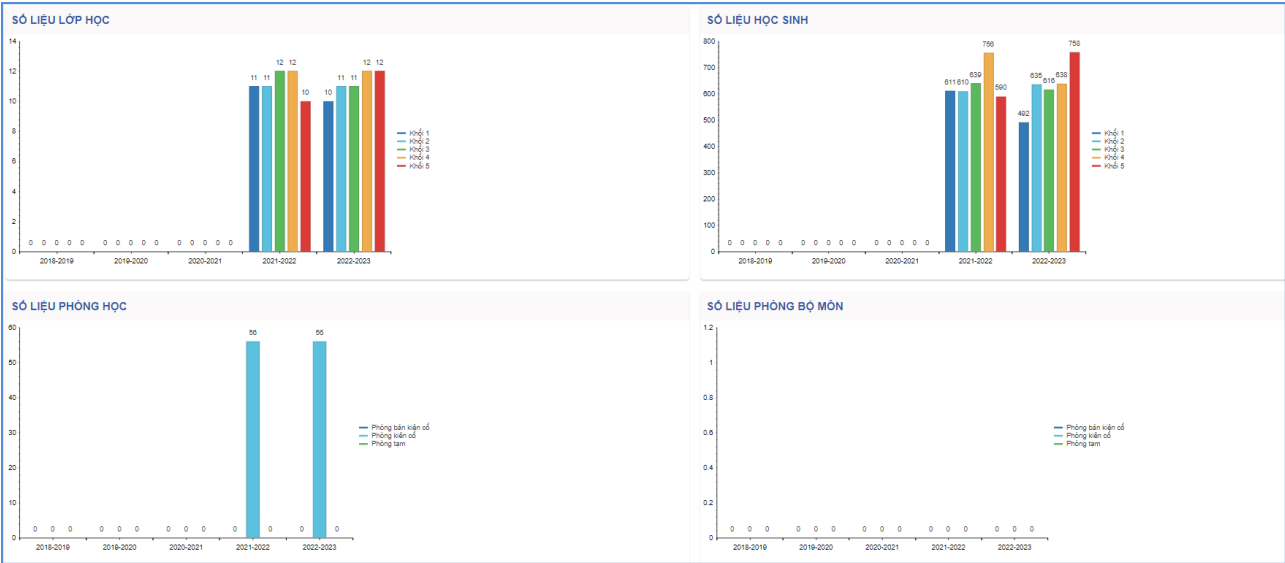 SỐ LIỆU LỚP HỌC
14
12
10
8
6
4
2
0
0 0 0 0 0
0 0 0 0 0
0 0 0 0 0
11 11 12 12 10
10 11 11 12 12
2018-2019 2019-2020 2020-2021 2021-2022 2022-2023
Khối 1
Khối 2
Khối 3
Khối 4
Khối 5
SỐ LIỆU HỌC SINH
800
700
600
500
400
300
200
100
0
0 0 0 0 0
0 0 0 0 0
0 0 0 0 0
611 610 639 756 590
492 635 616 638 758
2018-2019 2019-2020 2020-2021 2021-2022 2022-2023
Khối 1
Khối 2
Khối 3
Khối 4
Khối 5
SỐ LIỆU PHÒNG HỌC
60
50
40
30
20
10
0
0 0 0
0 0 0
0 0 0
0 56 0
0 56 0
2018-2019 2019-2020 2020-2021 2021-2022 2022-2023
Phòng bán kiên cố
Phòng kiên cố
Phòng tạm
SỐ LIỆU PHÒNG BỘ MÔN
1.2
1
0.8
0.6
0.4
0.2
0
0 0 0
0 0 0
0 0 0
0 0 0
0 0 0
2018-2019 2019-2020 2020-2021 2021-2022 2022-2023
Phòng bán kiên cố
Phòng kiên cố
Phòng tạm